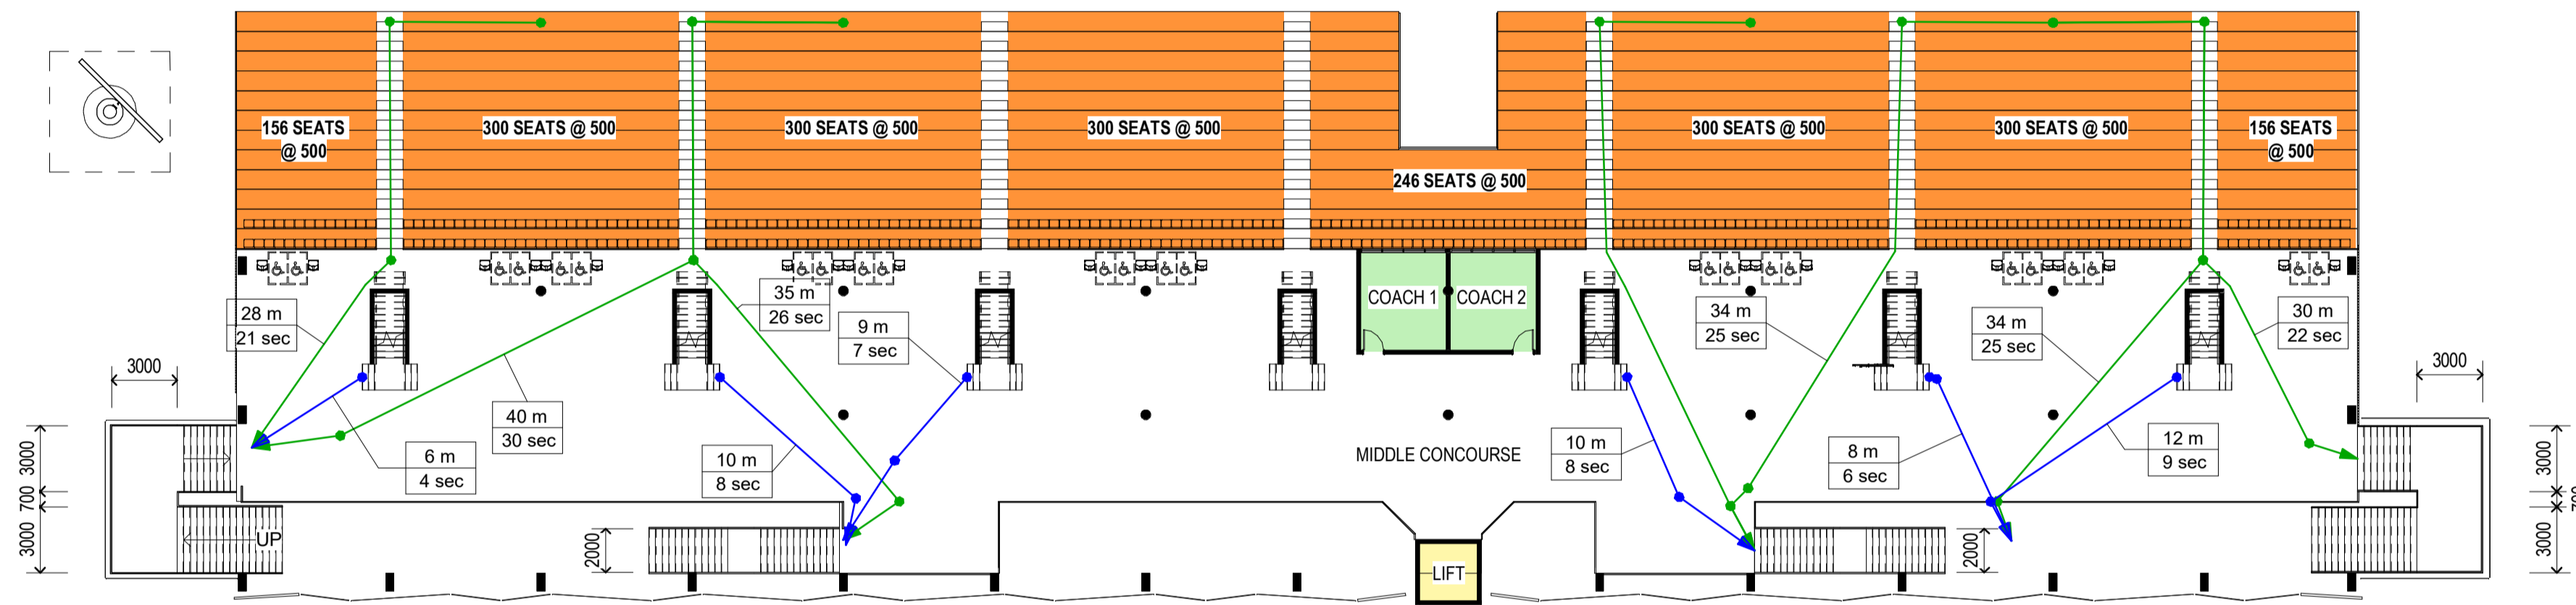 156 SEATS
@ 500
300 SEATS @ 500
300 SEATS @ 500
300 SEATS @ 500
300 SEATS @ 500
300 SEATS @ 500
156 SEATS
@ 500
246 SEATS @ 500
COACH 1
COACH 2
28 m
21 sec
35 m
26 sec
9 m
7 sec
34 m
25 sec
34 m
25 sec
30 m
22 sec
3000
3000
40 m
30 sec
6 m
4 sec
10 m
8 sec
MIDDLE CONCOURSE
10 m
8 sec
8 m
6 sec
12 m
9 sec
3000
700
3000
UP
2000
LIFT
2000
3000
3000